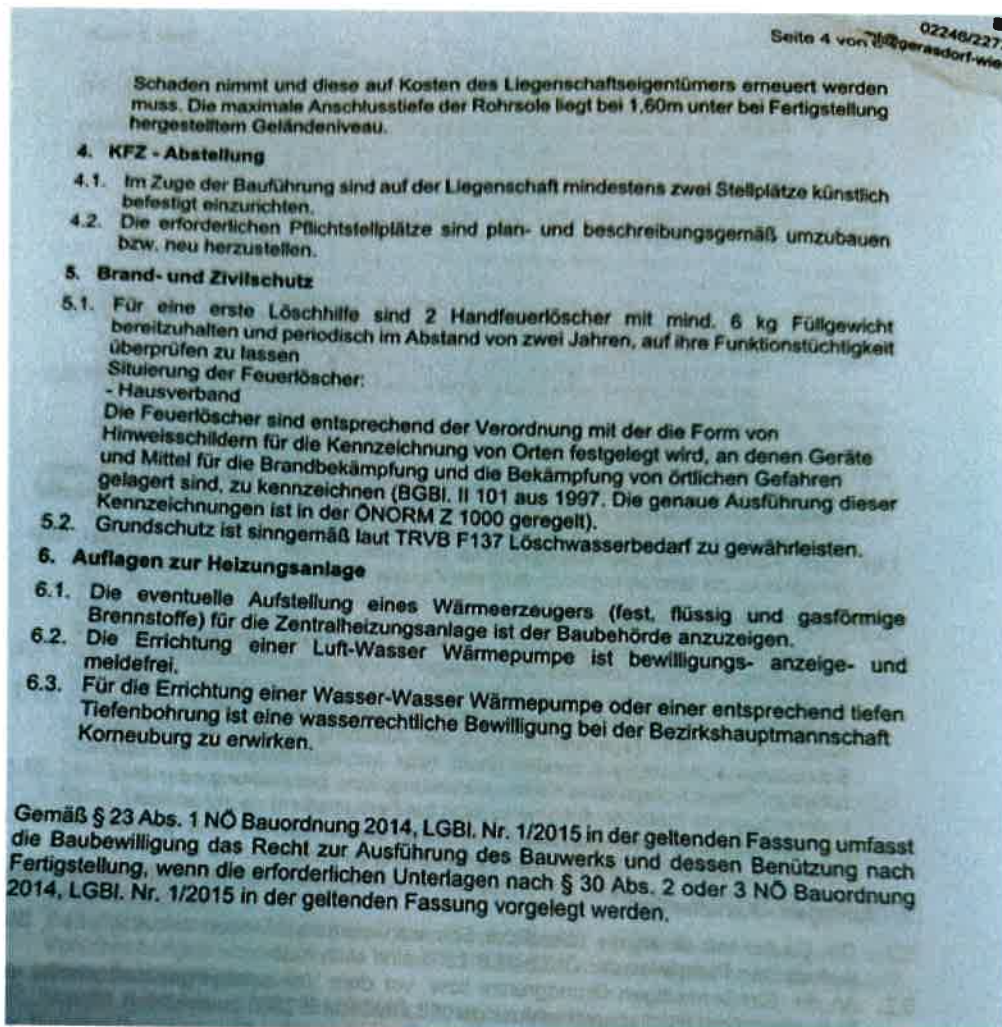 02246/227
Seite 4 von
gerasdorf-wie
Schaden nimmt und diese auf Kosten des Liegenschaftseigentümers erneuert werden
muss. Die maximale Anschlusstiefe der Rohrsole liegt bei 1,60m unter bei Fertigstellung
hergestelltem Geländeniveau.
4. KFZ - Abstellung
4.1. Im Zuge der Bauführung sind auf der Liegenschaft mindestens zwei Stellplätze künstlich
befestigt einzurichten.
4.2. Die erforderlichen Pflichtstellplätze sind plan- und beschreibungsgemäß umzubauen
bzw. neu herzustellen.
5. Brand- und Zivilschutz
5.1. Für eine erste Löschhilfe sind 2 Handfeuerlöscher mit mind. 6 kg Füllgewicht
bereitzuhalten und periodisch im Abstand von zwei Jahren, auf ihre Funktionstüchtigkeit
überprüfen zu lassen
Situierung der Feuerlöscher:
- Hausverband
Die Feuerlöscher sind entsprechend der Verordnung mit der die Form von
Hinweisschildern für die Kennzeichnung von Orten festgelegt wird, an denen Geräte
und Mittel für die Brandbekämpfung und die Bekämpfung von örtlichen Gefahren
gelagert sind, zu kennzeichnen (BGBl. II 101 aus 1997. Die genaue Ausführung dieser
Kennzeichnungen ist in der ÖNORM Z 1000 geregelt).
5.2. Grundschutz ist sinngemäß laut TRVB F137 Löschwasserbedarf zu gewährleisten.
6. Auflagen zur Heizungsanlage
6.1. Die eventuelle Aufstellung eines Wärmeerzeugers (fest, flüssig und gasförmige
Brennstoffe) für die Zentralheizungsanlage ist der Baubehörde anzuzeigen.
6.2. Die Errichtung einer Luft-Wasser Wärmepumpe ist bewilligungs- anzeige- und
meldefrei.
6.3. Für die Errichtung einer Wasser-Wasser Wärmepumpe oder einer entsprechend tiefen
Tiefenbohrung ist eine wasserrechtliche Bewilligung bei der Bezirkshauptmannschaft
Korneuburg zu erwirken.
Gemäß § 23 Abs. 1 NÖ Bauordnung 2014, LGBl. Nr. 1/2015 in der geltenden Fassung umfasst
die Baubewilligung das Recht zur Ausführung des Bauwerks und dessen Benützung nach
Fertigstellung, wenn die erforderlichen Unterlagen nach § 30 Abs. 2 oder 3 NÖ Bauordnung
2014, LGBl. Nr. 1/2015 in der geltenden Fassung vorgelegt werden.